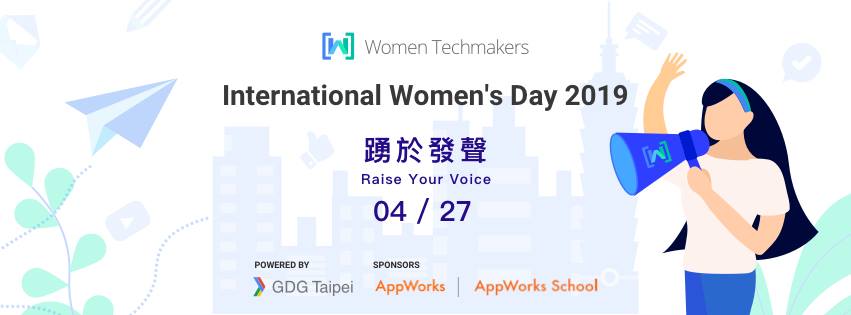 [W] Women Techmakers
International Women's Day 2019
踴於發聲
Raise Your Voice
04 / 27
POWERED BY
GDG Taipei
SPONSORS
AppWorks | AppWorks School